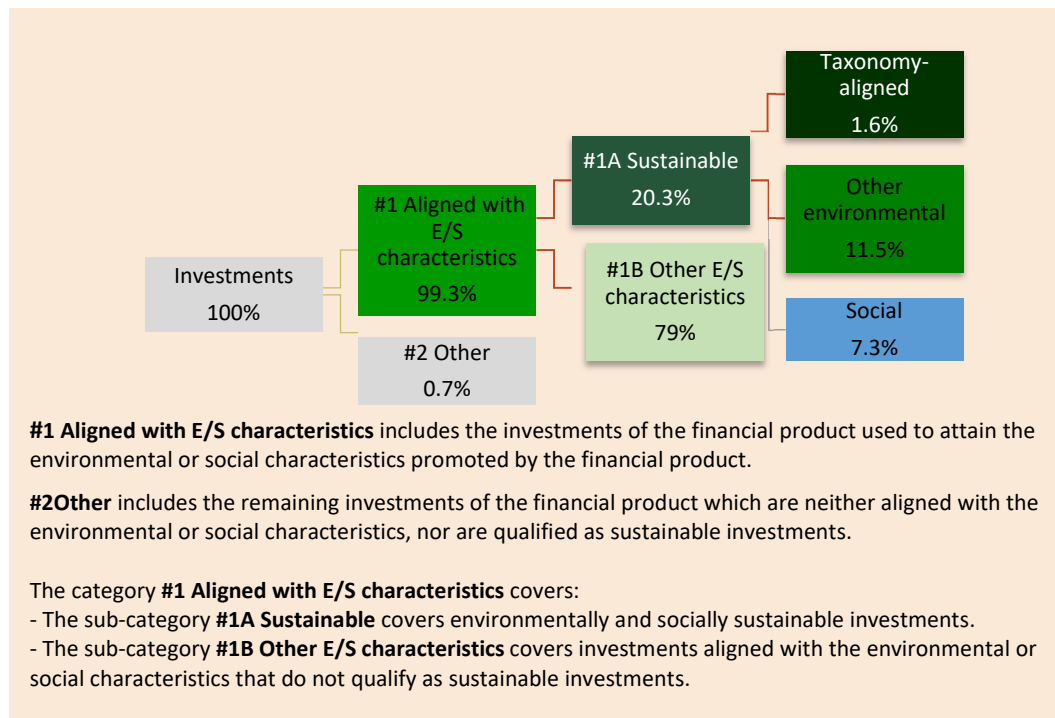 Taxonomy-
aligned
1.6%
#1A Sustainable
20.3%
Other
environmental
11.5%
#1 Aligned with
E/S
characteristics
99.3%
#1B Other E/S
characteristics
79%
Investments
100%
Social
7.3%
#2 Other
0.7%
#1 Aligned with E/S characteristics includes the investments of the financial product used to attain the
environmental or social characteristics promoted by the financial product.
#2Other includes the remaining investments of the financial product which are neither aligned with the
environmental or social characteristics, nor are qualified as sustainable investments.
The category #1 Aligned with E/S characteristics covers:
- The sub-category #1A Sustainable covers environmentally and socially sustainable investments.
- The sub-category #1B Other E/S characteristics covers investments aligned with the environmental or
social characteristics that do not qualify as sustainable investments.